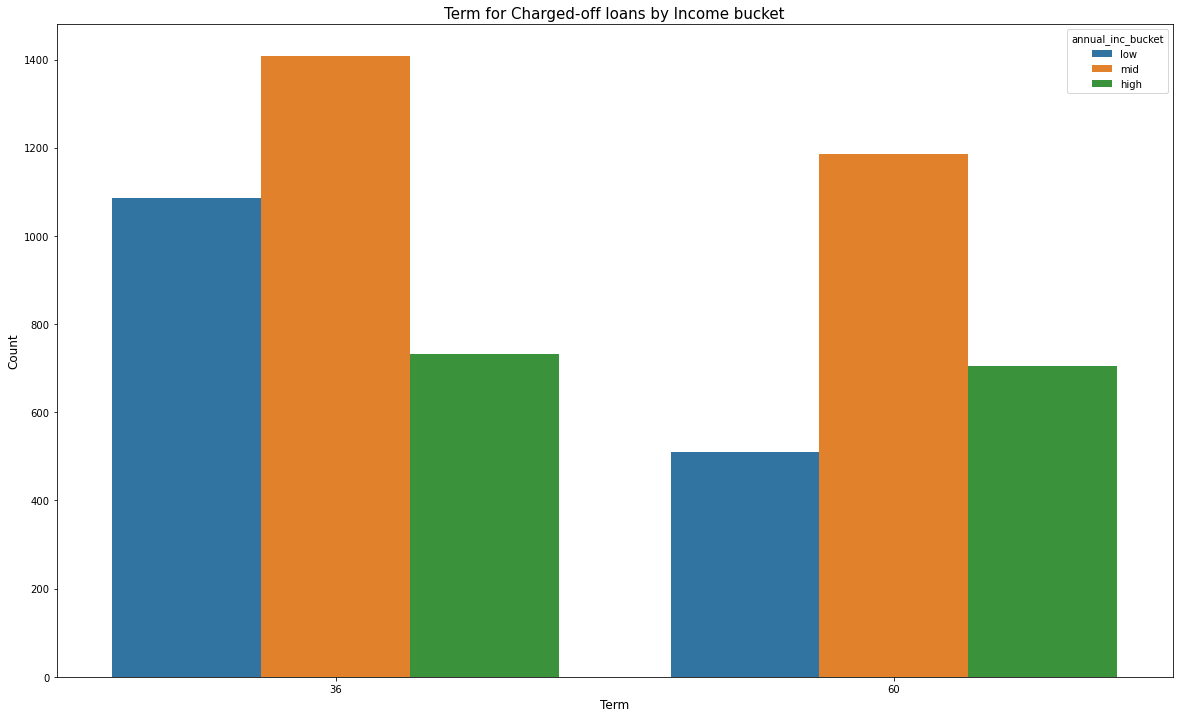 Term for Charged-off loans by Income bucket
annual_inc_bucket
low
mid
high
1400
1200
1000
800
600
400
200
0
Count
36
60
Term